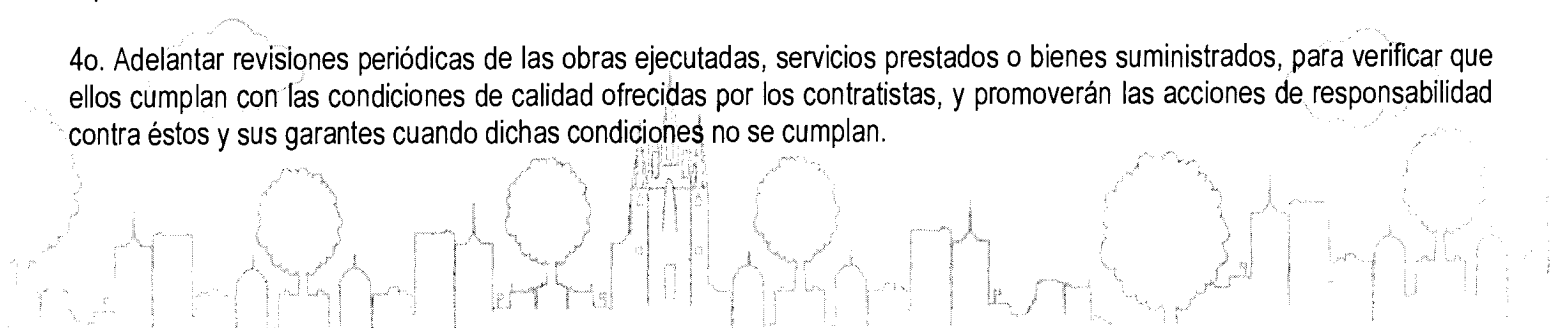 4o. Adelantar revisiones periódicas de las obras ejecutadas, servicios prestados o bienes suministrados, para verificar que
ellos cumplan con las condiciones de calidad ofrecidas por los contratistas, y promoverán las acciones de responsabilidad
contra éstos y sus garantes cuando dichas condiciones no se cumplan.